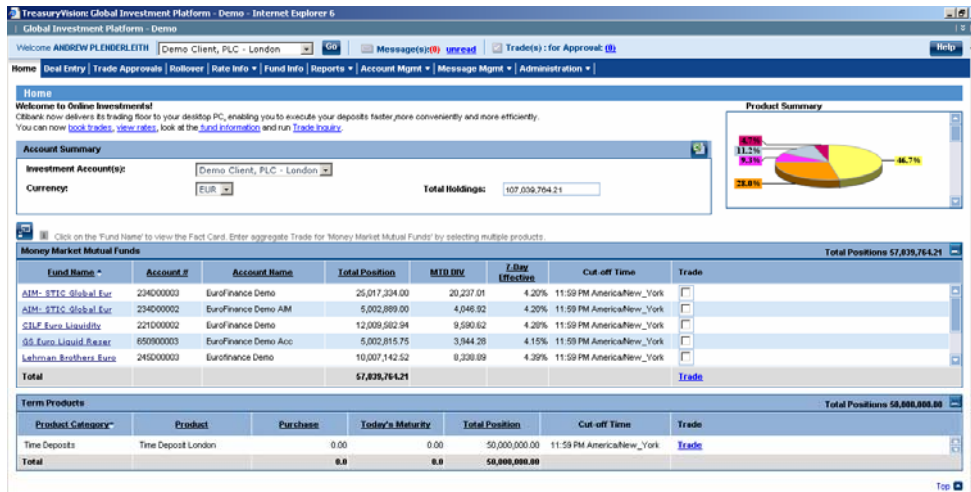 TreasuryVision: Global Investment Platform - Demo - Internet Explorer 6
Global Investment Platform - Demo
Welcome ANDREW PLENDERLEITH Demo Client, PLC - London GO Message(s):(0) unread Trade(s) : for Approval: (0) Help
Home Deal Entry | Trade Approvals | Rollover | Rate Info | Fund Info | Reports | Account Mgmt | Message Mgmt | Administration |
Home
Welcome to Online Investments!
Citibank now delivers its trading floor to your desktop PC, enabling you to execute your deposits faster,more conveniently and more efficiently.
You can now book trades, view rates, look at the fund information and run Trade Inquiry.
Product Summary
4.7%
11.2%
9.3%
46.7%
28.0%
Account Summary
Investment Account(s): Demo Client, PLC - London
Currency: EUR Total Holdings: 107,839,764.21
Click on the 'Fund Name' to view the Fact Card. Enter aggregate Trade for 'Money Market Mutual Funds' by selecting multiple products.
Money Market Mutual Funds Total Positions 57,839,764.21
Fund Name Account # Account Name Total Position MTD DIV 7-Day Effective Cut-off Time Trade
AIM- STIC Global Eur 234D00003 EuroFinance Demo 25,017,334.00 20,237.01 4.20% 11:59 PM America/New_York
AIM- STIC Global Eur 234D00002 EuroFinance Demo AIM 5,002,889.00 4,046.92 4.20% 11:59 PM America/New_York
CILF Euro Liquidity 221D00002 EuroFinance Demo 12,009,582.94 9,590.62 4.28% 11:59 PM America/New_York
GS Euro Liquid Reser 650900003 EuroFinance Demo Acc 5,002,815.75 3,944.28 4.15% 11:59 PM America/New_York
Lehman Brothers Euro 245D00003 Eurofinance Demo 10,007,142.52 8,338.89 4.39% 11:59 PM America/New_York
Total 57,839,764.21 Trade
Term Products Total Positions 50,000,000.00
Product Category Product Purchase Today's Maturity Total Position Cut-off Time Trade
Time Deposits Time Deposit London 0.00 0.00 50,000,000.00 11:59 PM America/New_York Trade
Total 0.0 0.0 50,000,000.00
Top